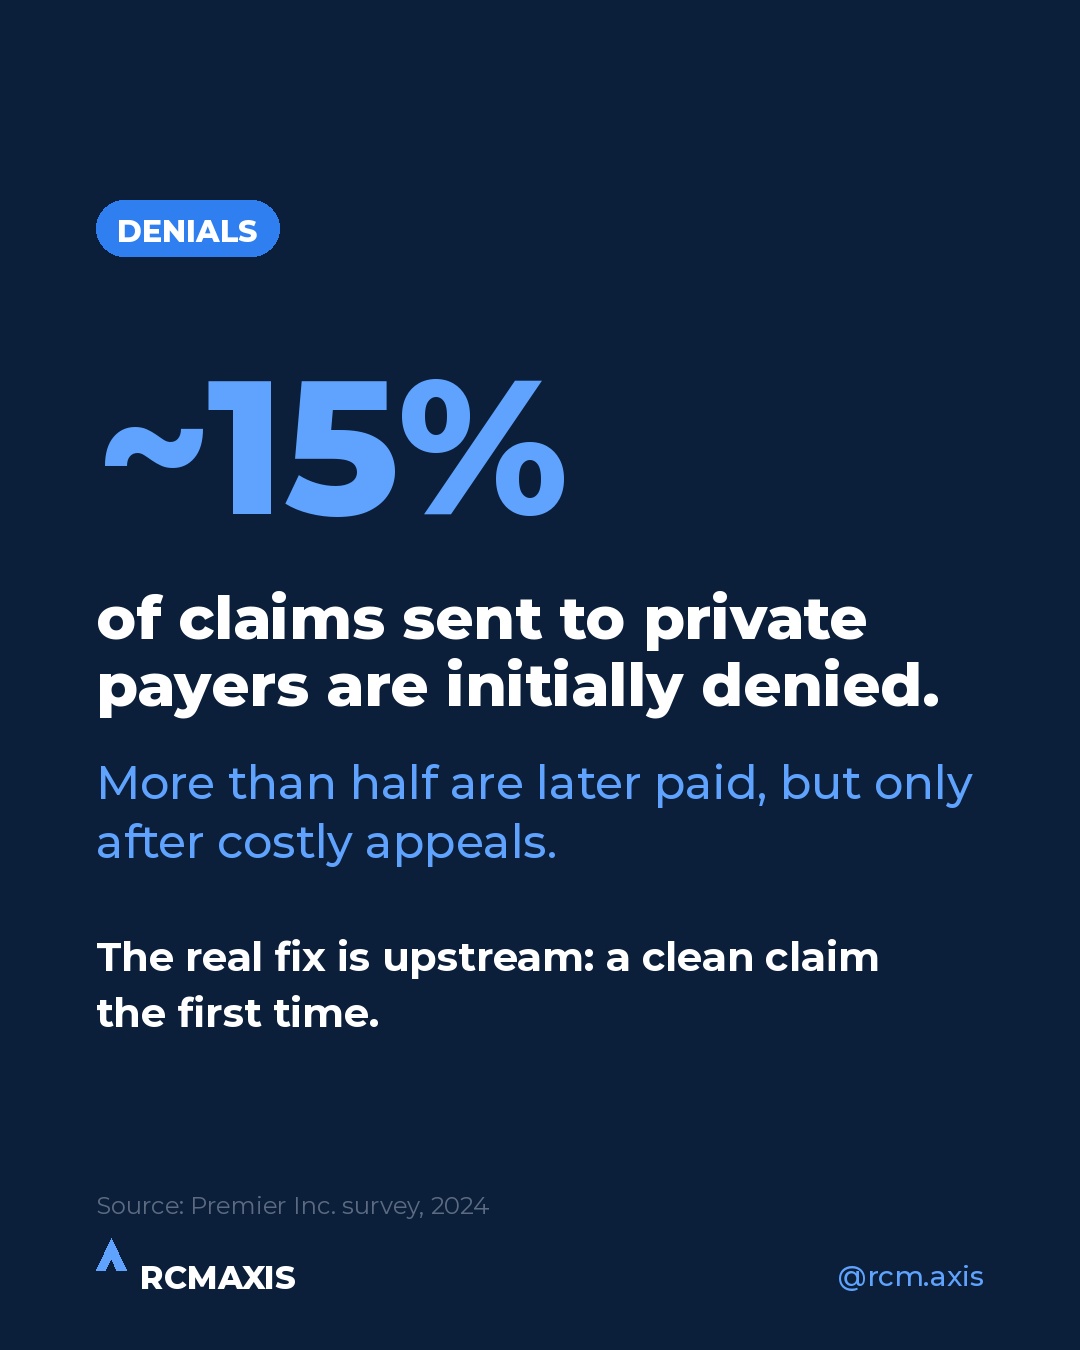 DENIALS
~15%
of claims sent to private
payers are initially denied.
More than half are later paid, but only
after costly appeals.
The real fix is upstream: a clean claim
the first time.
Source: Premier Inc. survey, 2024
RCMAXIS
@rcm.axis